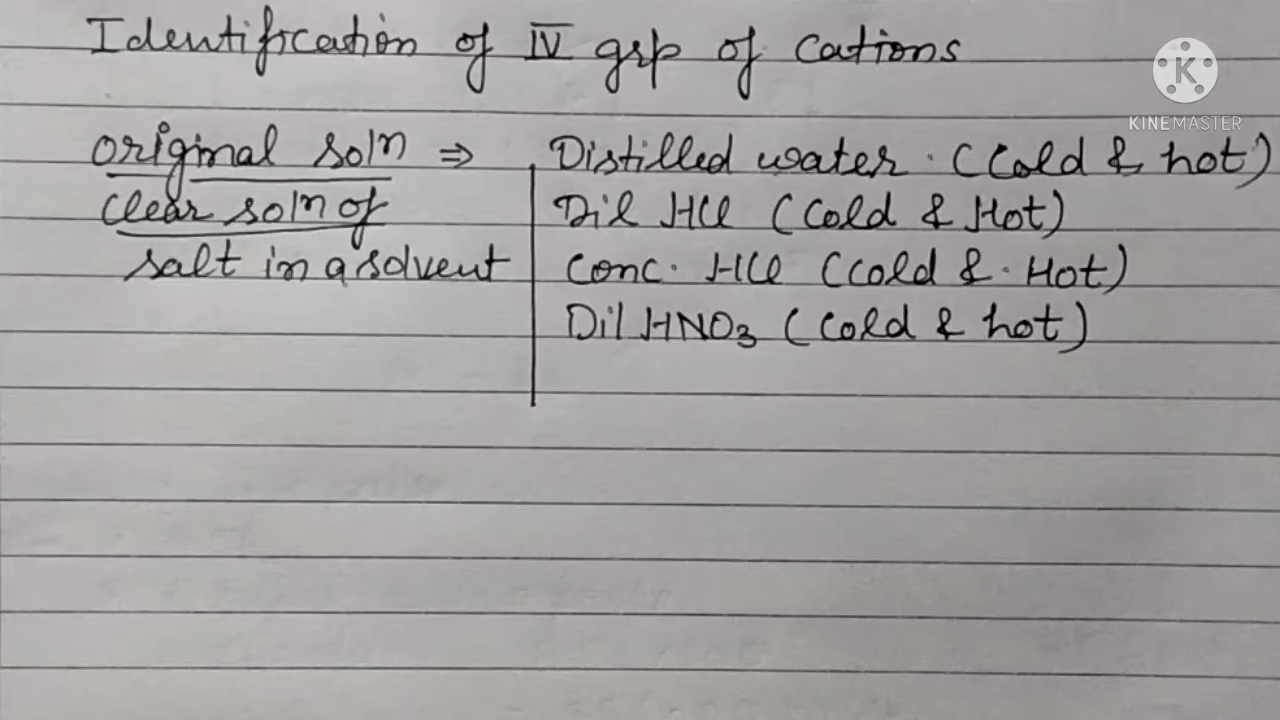 Identification of IV grp of cations
K
KINEMASTER
original soln ⇒ Distilled water. (Cold & hot)
clear soln of Dil HCl (Cold & Hot)
salt in a solvent Conc. HCl (Cold & Hot)
Dil HNO3 (Cold & hot)